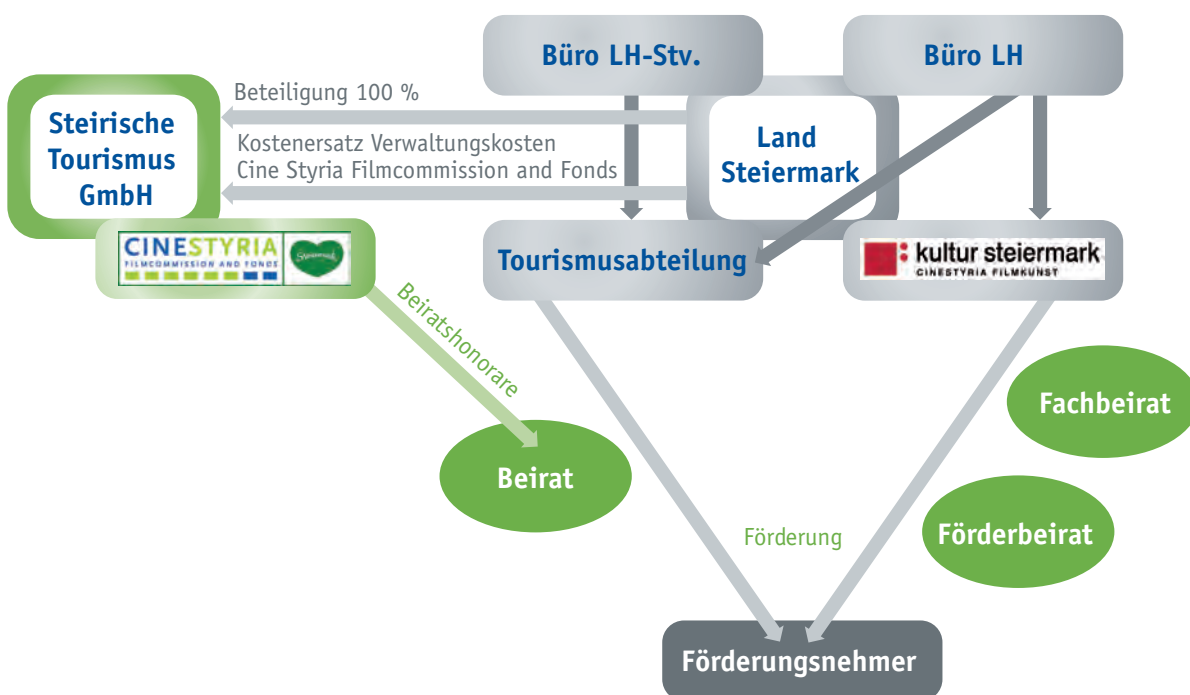 Büro LH-Stv.
Büro LH
Beteiligung 100 %
Steirische
Tourismus
GmbH
Kostenersatz Verwaltungskosten
Cine Styria Filmcommission and Fonds
Land
Steiermark
CINESTYRIA
FILMCOMMISSION AND FONDS
Steiermark
Tourismusabteilung
kultur steiermark
CINESTYRIA FILMKUNST
Beiratshonorare
Fachbeirat
Beirat
Förderung
Förderbeirat
Förderungsnehmer